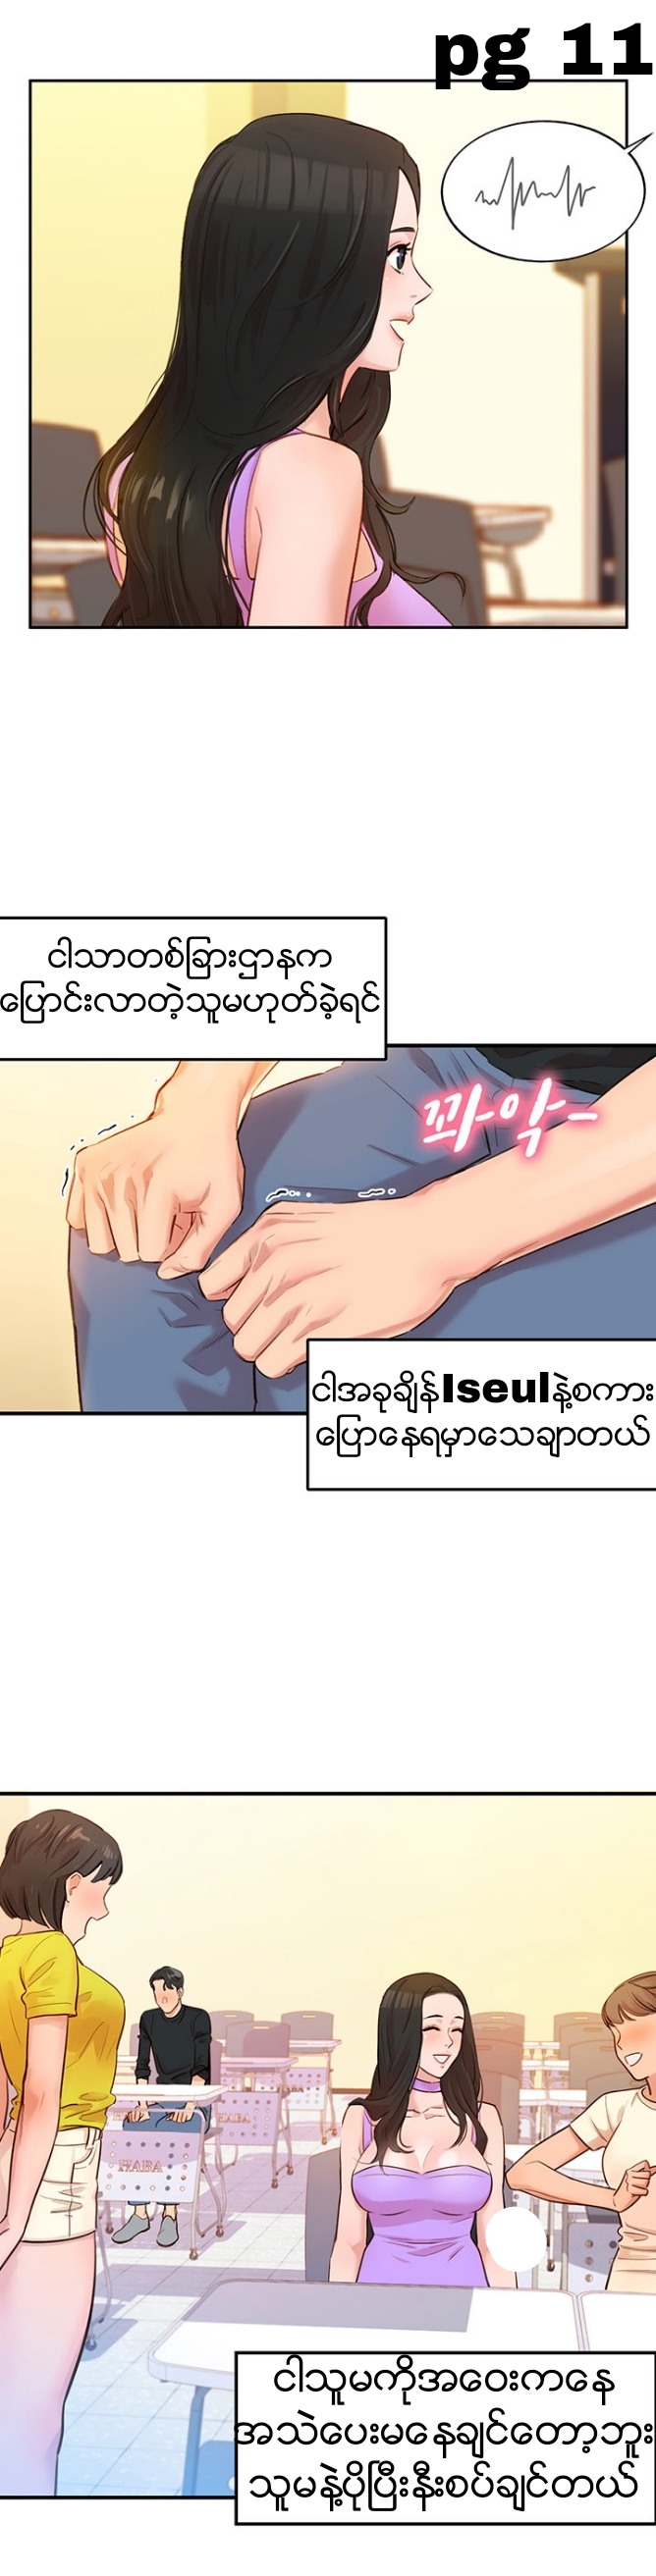 pg 11
ငါသာတစ်ခြားဌာနက
ပြောင်းလာတဲ့သူမဟုတ်ခဲ့ရင်
꽈악-
ငါအခုချိန်Iseulနဲ့စကား
ပြောနေရမှာသေချာတယ်
HABA
HABA
ငါသူမကိုအဝေးကနေ
အသဲပေးမနေချင်တော့ဘူး
သူမနဲ့ပိုပြီးနီးစပ်ချင်တယ်